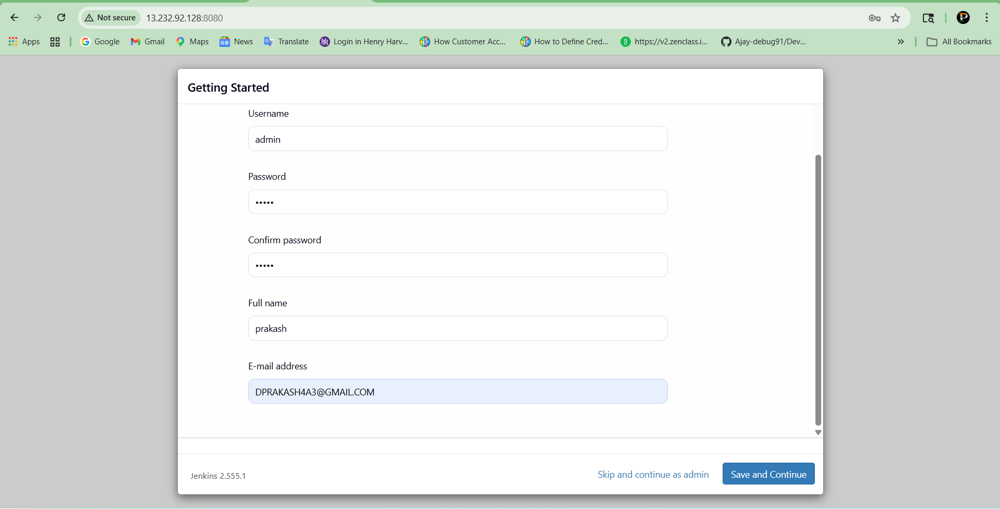 Not secure 13.232.92.128:8080
Apps Google Gmail Maps News Translate Login in Henry Harv... How Customer Acc... How to Define Cred... https://v2.zenclass.i... Ajay-debug91/Dev... » All Bookmarks
Getting Started
Username
admin
Password
•••••
Confirm password
•••••
Full name
prakash
E-mail address
DPRAKASH4A3@GMAIL.COM
Jenkins 2.555.1 Skip and continue as admin Save and Continue